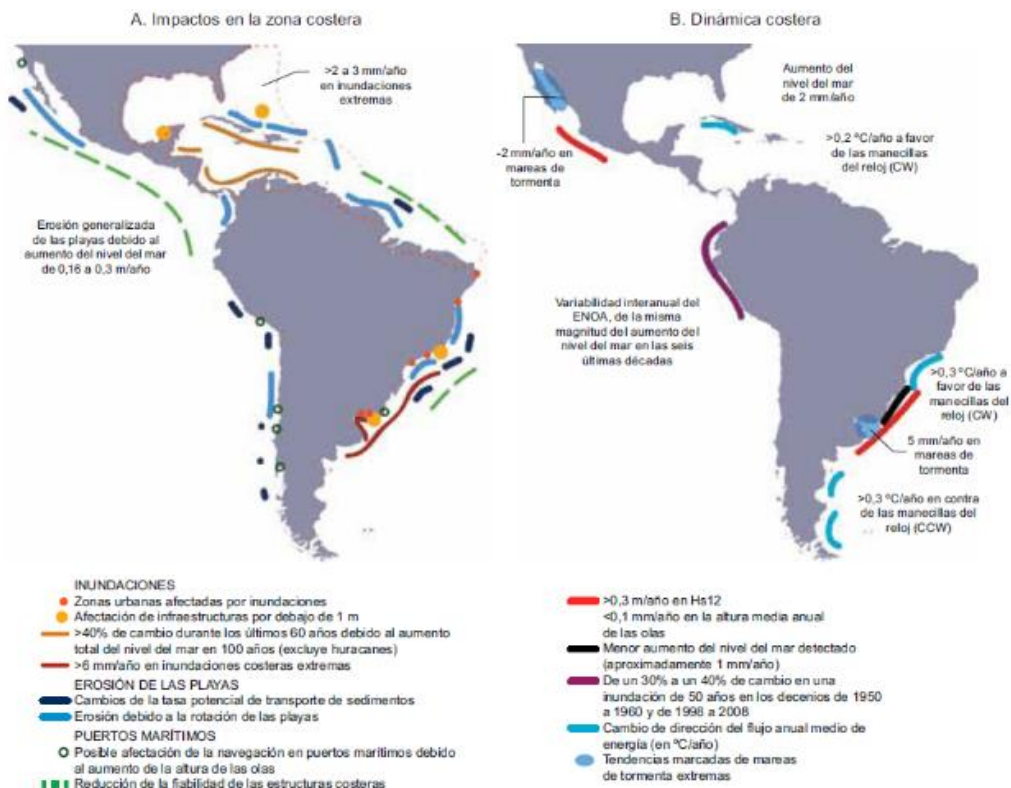 A. Impactos en la zona costera
>2 a 3 mm/año
en inundaciones
extremas
Erosión generalizada
de las playas debido al
aumento del nivel del mar
de 0,16 a 0,3 m/año
INUNDACIONES
Zonas urbanas afectadas por inundaciones
Afectación de infraestructuras por debajo de 1 m
>40% de cambio durante los últimos 60 años debido al aumento
total del nivel del mar en 100 años (excluye huracanes)
>6 mm/año en inundaciones costeras extremas
EROSIÓN DE LAS PLAYAS
Cambios de la tasa potencial de transporte de sedimentos
Erosión debido a la rotación de las playas
PUERTOS MARÍTIMOS
Posible afectación de la navegación en puertos marítimos debido
al aumento de la altura de las olas
Reducción de la fiabilidad de las estructuras costeras
B. Dinámica costera
Aumento del
nivel del mar
de 2 mm/año
>0,2 ºC/año a favor
de las manecillas
del reloj (CW)
-2 mm/año en
mareas de
tormenta
Variabilidad interanual del
ENOA, de la misma
magnitud del aumento del
nivel del mar en las seis
últimas décadas
>0,3 ºC/año a
favor de las
manecillas del
reloj (CW)
5 mm/año en
mareas de
tormenta
>0,3 ºC/año en contra
de las manecillas del
reloj (CCW)
>0,3 m/año en Hs12
<0,1 mm/año en la altura media anual
de las olas
Menor aumento del nivel del mar detectado
(aproximadamente 1 mm/año)
De un 30% a un 40% de cambio en una
inundación de 50 años en los decenios de 1950
a 1960 y de 1998 a 2008
Cambio de dirección del flujo anual medio de
energía (en ºC/año)
Tendencias marcadas de mareas
de tormenta extremas